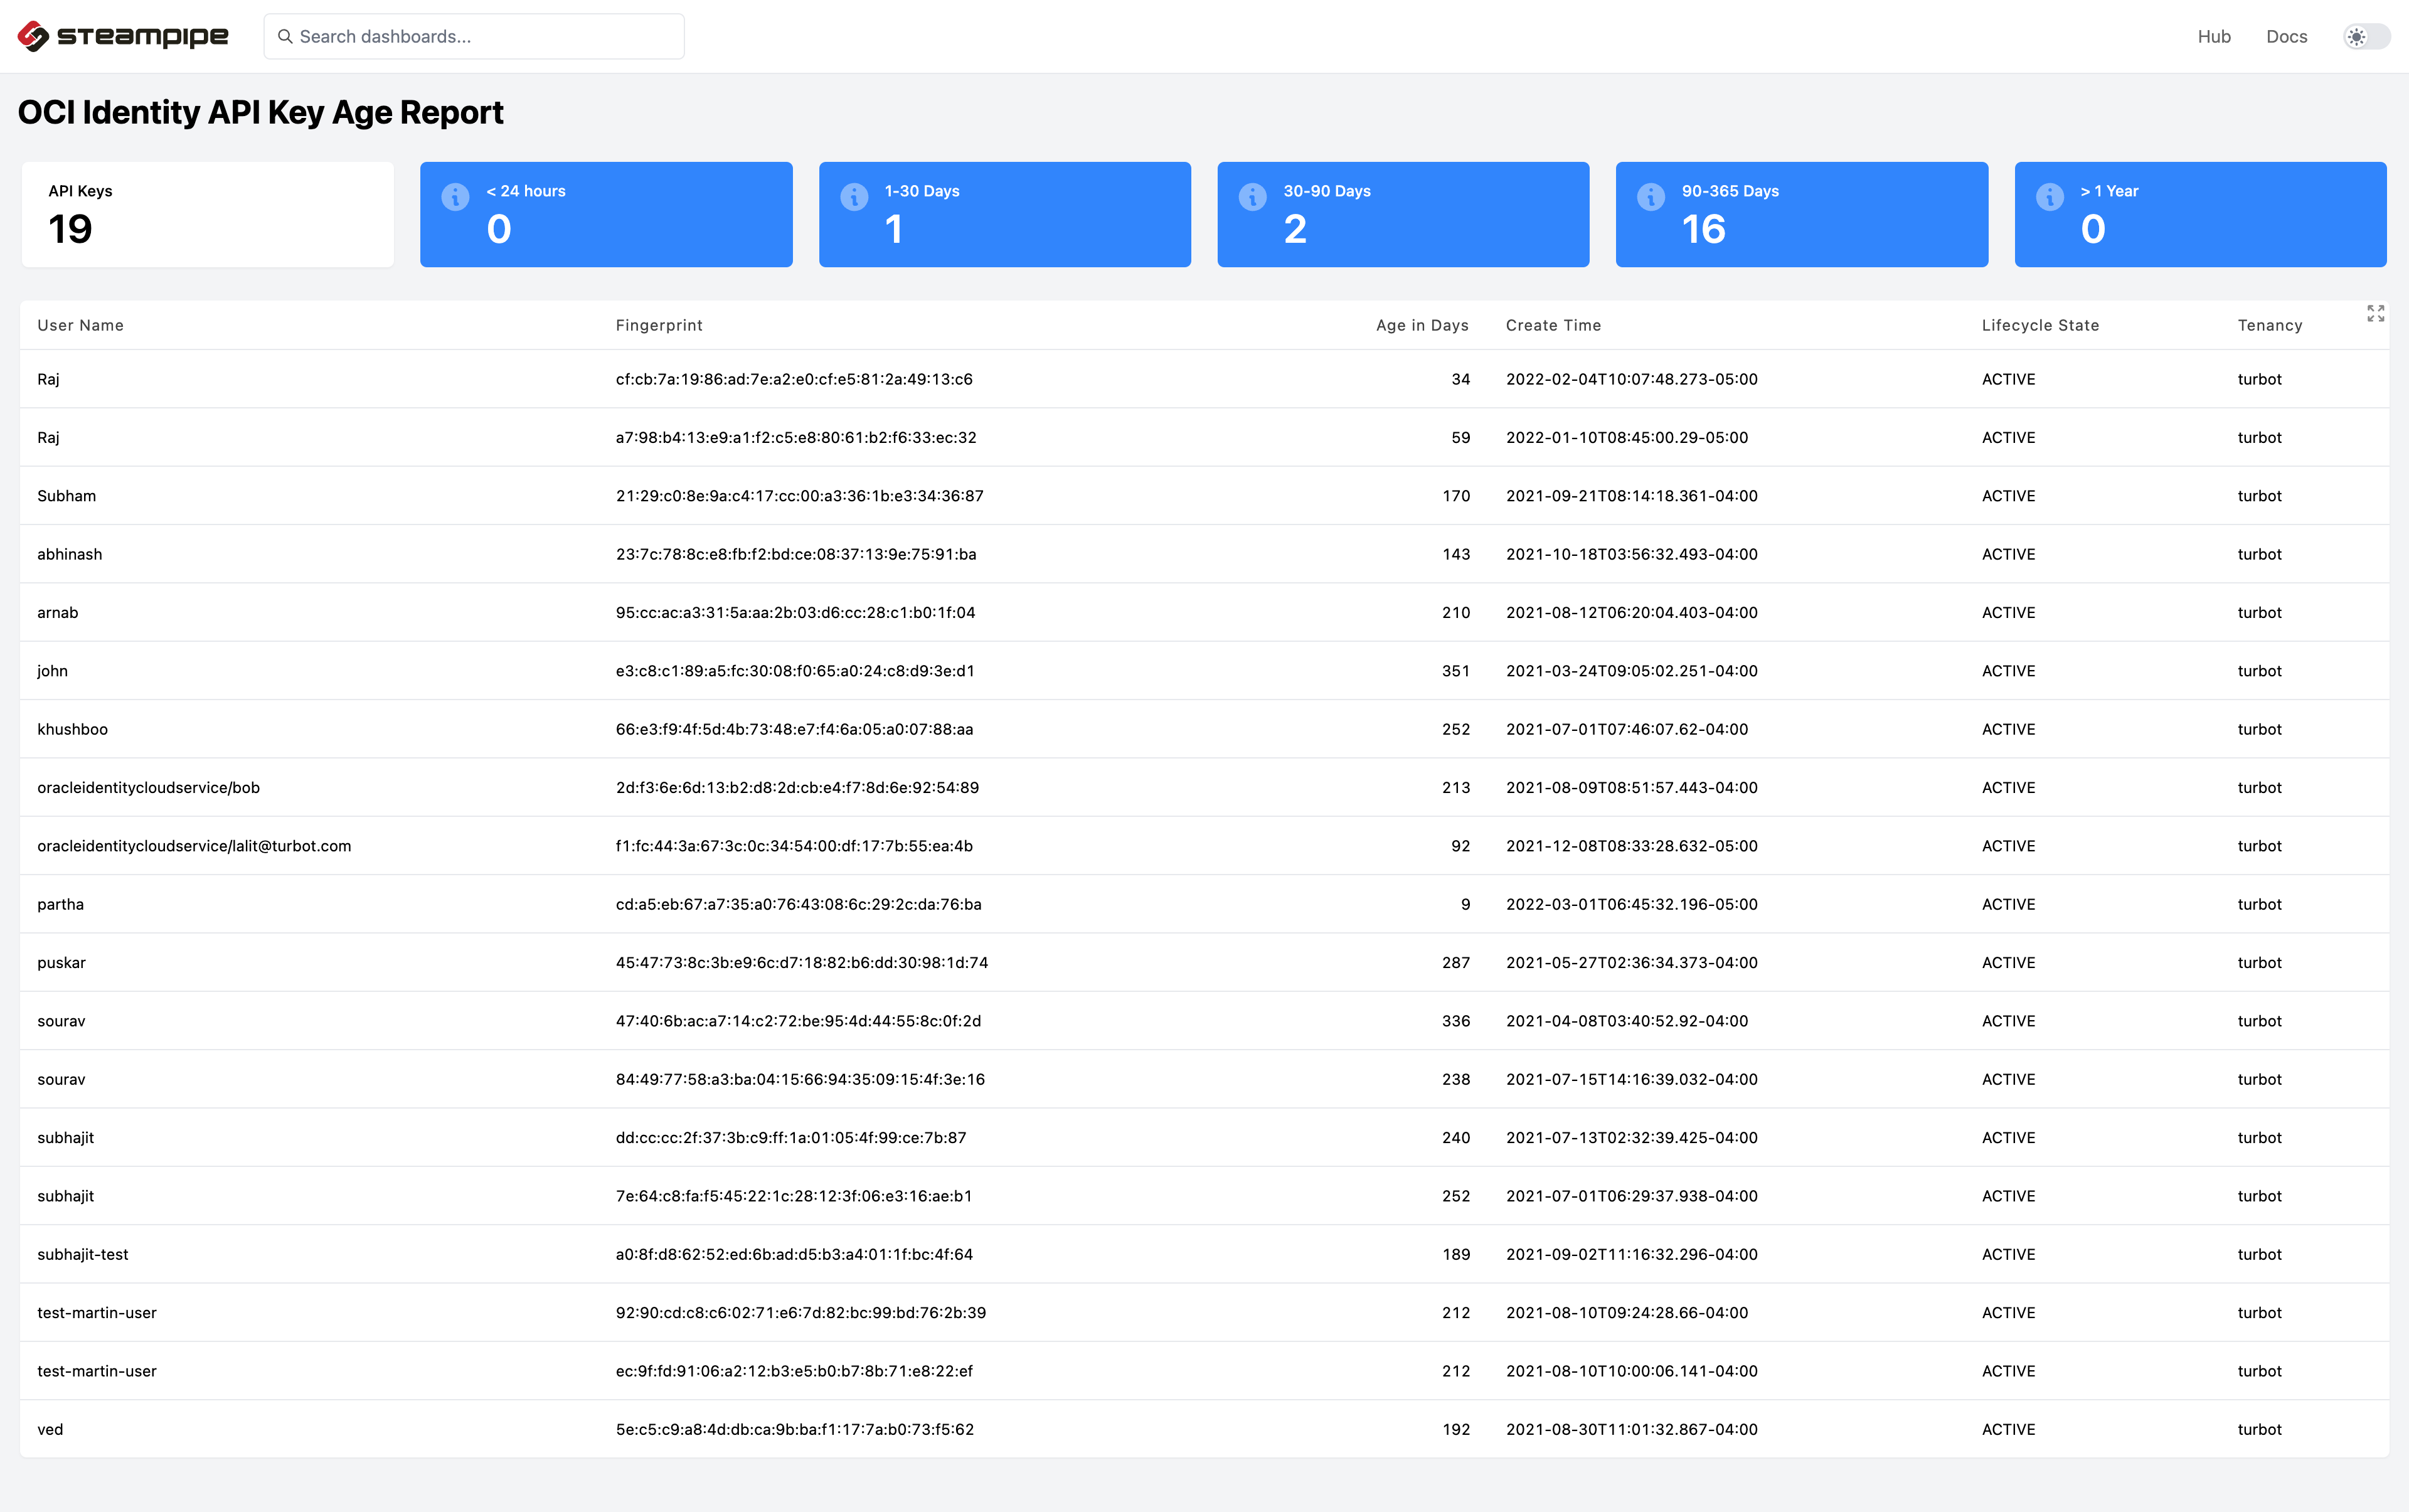 steampipe Search dashboards... Hub Docs
OCI Identity API Key Age Report
API Keys < 24 hours 1-30 Days 30-90 Days 90-365 Days > 1 Year
19 0 1 2 16 0
User Name Fingerprint Age in Days Create Time Lifecycle State Tenancy
Raj cf:cb:7a:19:86:ad:7e:a2:e0:cf:e5:81:2a:49:13:c6 34 2022-02-04T10:07:48.273-05:00 ACTIVE turbot
Raj a7:98:b4:13:e9:a1:f2:c5:e8:80:61:b2:f6:33:ec:32 59 2022-01-10T08:45:00.29-05:00 ACTIVE turbot
Subham 21:29:c0:8e:9a:c4:17:cc:00:a3:36:1b:e3:34:36:87 170 2021-09-21T08:14:18.361-04:00 ACTIVE turbot
abhinash 23:7c:78:8c:e8:fb:f2:bd:ce:08:37:13:9e:75:91:ba 143 2021-10-18T03:56:32.493-04:00 ACTIVE turbot
arnab 95:cc:ac:a3:31:5a:aa:2b:03:d6:cc:28:c1:b0:1f:04 210 2021-08-12T06:20:04.403-04:00 ACTIVE turbot
john e3:c8:c1:89:a5:fc:30:08:f0:65:a0:24:c8:d9:3e:d1 351 2021-03-24T09:05:02.251-04:00 ACTIVE turbot
khushboo 66:e3:f9:4f:5d:4b:73:48:e7:f4:6a:05:a0:07:88:aa 252 2021-07-01T07:46:07.62-04:00 ACTIVE turbot
oracleidentitycloudservice/bob 2d:f3:6e:6d:13:b2:d8:2d:cb:e4:f7:8d:6e:92:54:89 213 2021-08-09T08:51:57.443-04:00 ACTIVE turbot
oracleidentitycloudservice/lalit@turbot.com f1:fc:44:3a:67:3c:0c:34:54:00:df:17:7b:55:ea:4b 92 2021-12-08T08:33:28.632-05:00 ACTIVE turbot
partha cd:a5:eb:67:a7:35:a0:76:43:08:6c:29:2c:da:76:ba 9 2022-03-01T06:45:32.196-05:00 ACTIVE turbot
puskar 45:47:73:8c:3b:e9:6c:d7:18:82:b6:dd:30:98:1d:74 287 2021-05-27T02:36:34.373-04:00 ACTIVE turbot
sourav 47:40:6b:ac:a7:14:c2:72:be:95:4d:44:55:8c:0f:2d 336 2021-04-08T03:40:52.92-04:00 ACTIVE turbot
sourav 84:49:77:58:a3:ba:04:15:66:94:35:09:15:4f:3e:16 238 2021-07-15T14:16:39.032-04:00 ACTIVE turbot
subhajit dd:cc:cc:2f:37:3b:c9:ff:1a:01:05:4f:99:ce:7b:87 240 2021-07-13T02:32:39.425-04:00 ACTIVE turbot
subhajit 7e:64:c8:fa:f5:45:22:1c:28:12:3f:06:e3:16:ae:b1 252 2021-07-01T06:29:37.938-04:00 ACTIVE turbot
subhajit-test a0:8f:d8:62:52:ed:6b:ad:d5:b3:a4:01:1f:bc:4f:64 189 2021-09-02T11:16:32.296-04:00 ACTIVE turbot
test-martin-user 92:90:cd:c8:c6:02:71:e6:7d:82:bc:99:bd:76:2b:39 212 2021-08-10T09:24:28.66-04:00 ACTIVE turbot
test-martin-user ec:9f:fd:91:06:a2:12:b3:e5:b0:b7:8b:71:e8:22:ef 212 2021-08-10T10:00:06.141-04:00 ACTIVE turbot
ved 5e:c5:c9:a8:4d:db:ca:9b:ba:f1:17:7a:b0:73:f5:62 192 2021-08-30T11:01:32.867-04:00 ACTIVE turbot